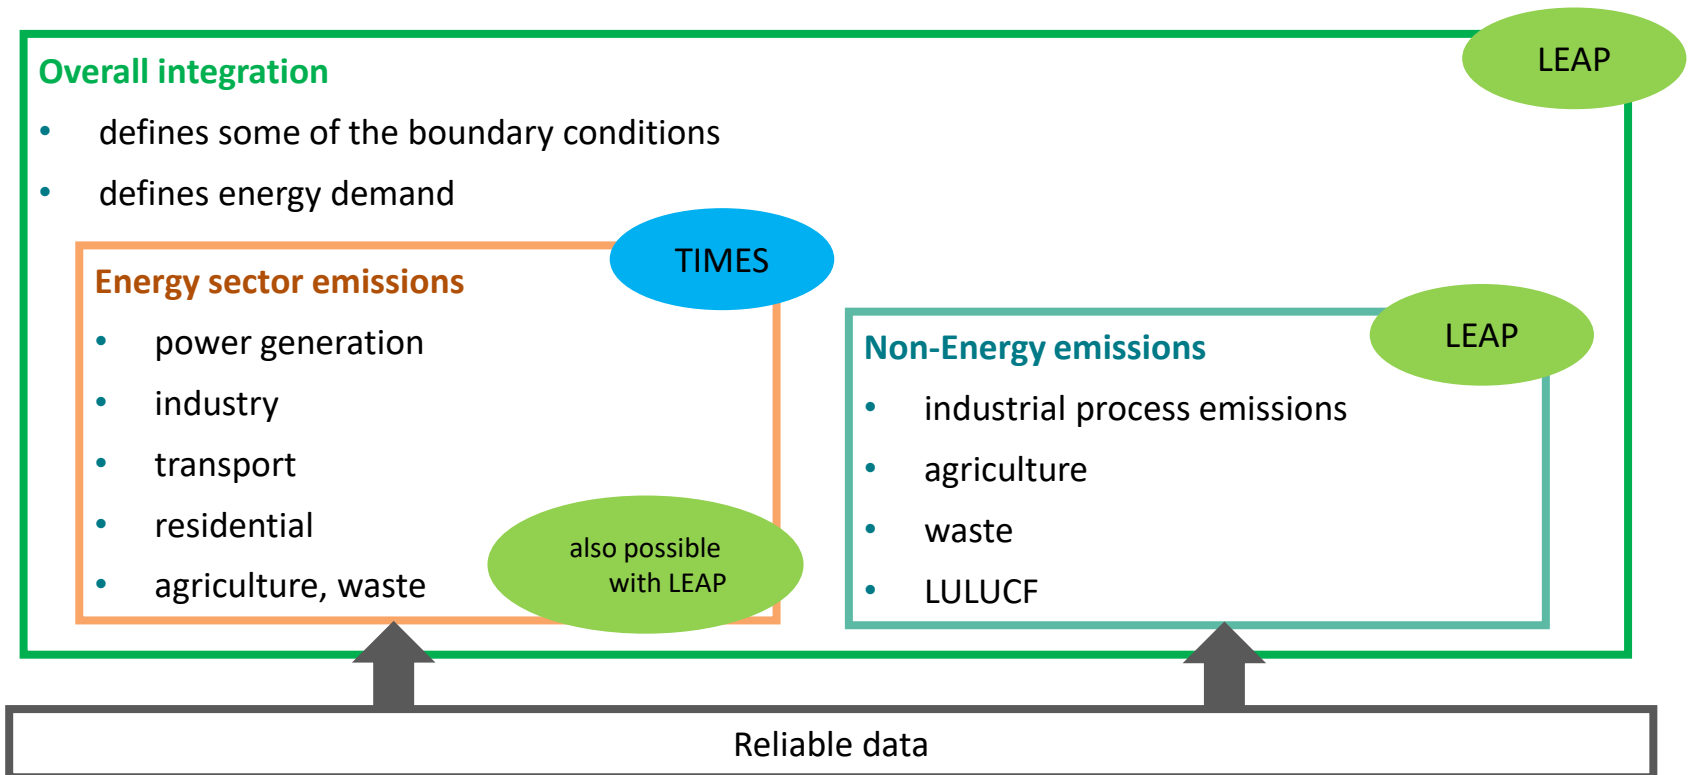 LEAP
Overall integration
• defines some of the boundary conditions
• defines energy demand
TIMES
Energy sector emissions
• power generation
• industry
• transport
• residential
• agriculture, waste
also possible
with LEAP
LEAP
Non-Energy emissions
• industrial process emissions
• agriculture
• waste
• LULUCF
Reliable data